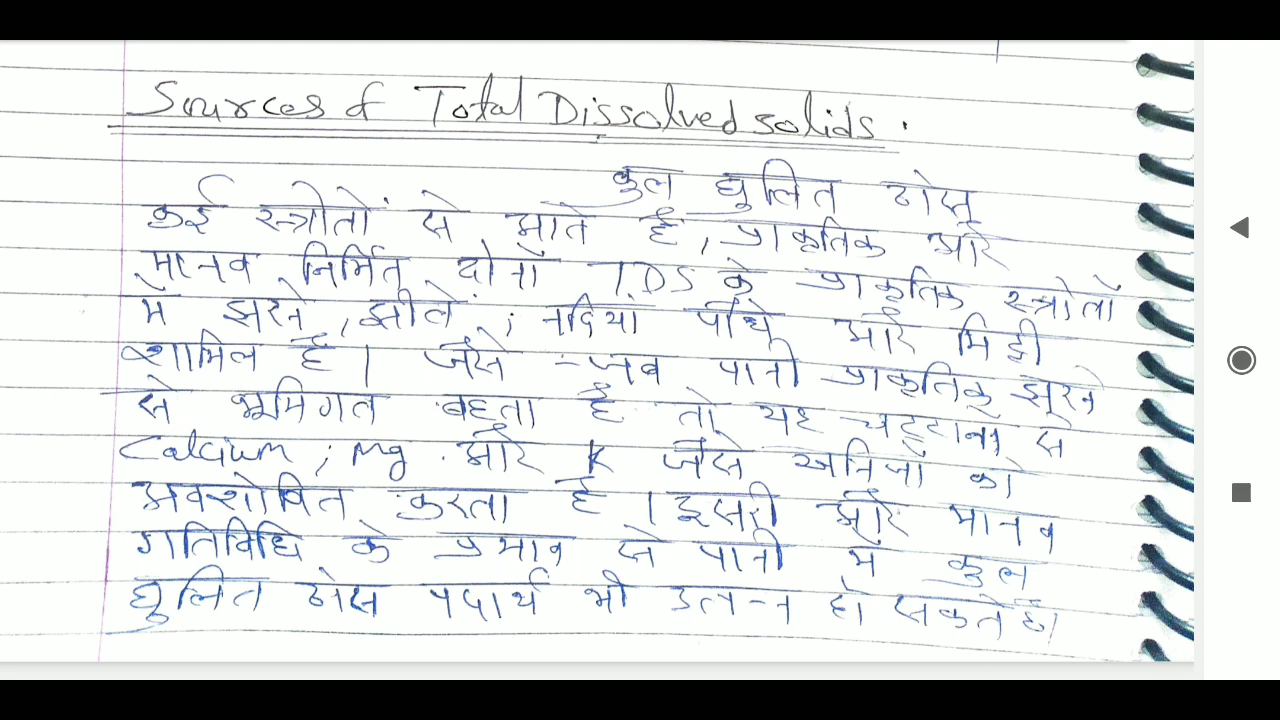 Sources of Total Dissolved solids.
कुल घुलित ठोस
कई स्त्रोतों से आते हैं, प्राकृतिक और
मानव निर्मित दोनों TDS के प्राकृतिक स्त्रोतों
में झरने, झीलें, नदियां पौधे और मिट्टी
शामिल हैं। जैसे - जब पानी प्राकृतिक झरने
से भूमिगत बहता है तो यह चट्टानों से
Calcium, Mg और K जैसे खनिजों को
अवशोषित करता है। दूसरी और मानव
गतिविधि के प्रभाव से पानी में कुल
घुलित ठोस पदार्थ भी उत्पन्न हो सकते हैं।